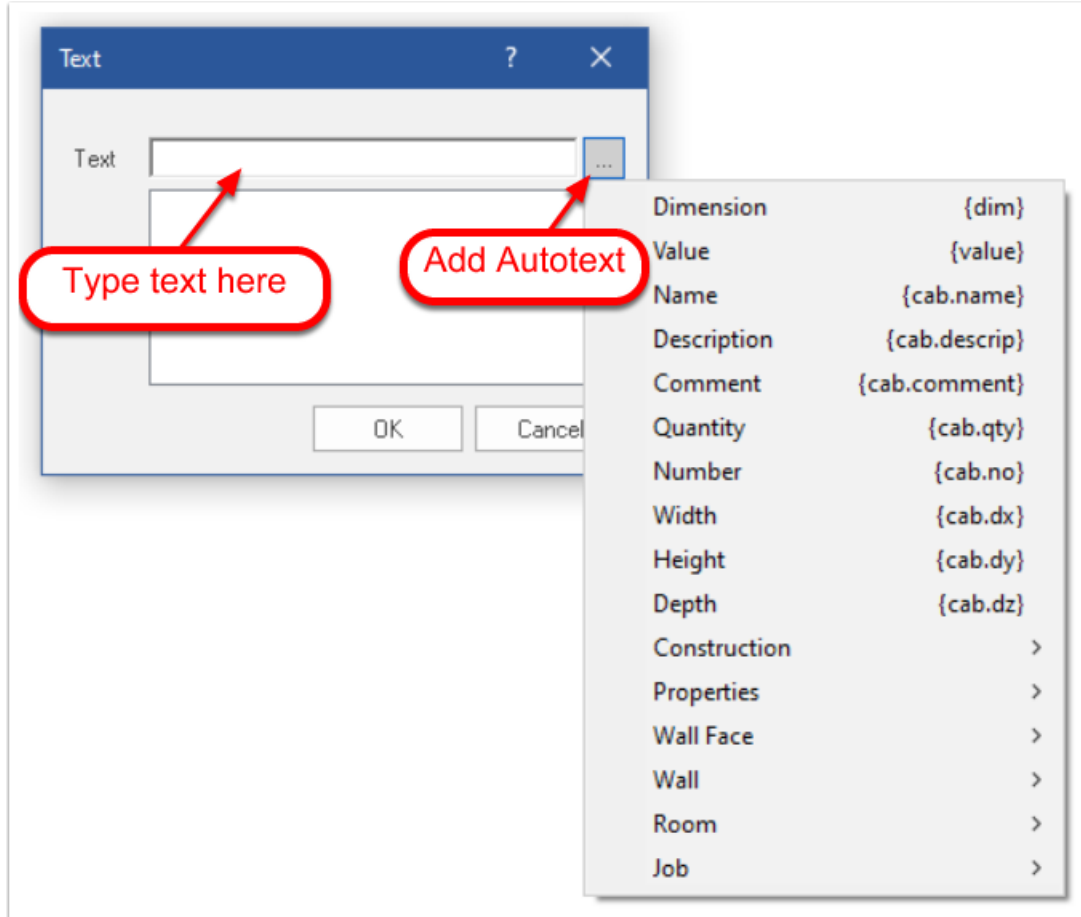 Text ? ×
Text ...
Type text here
Add Autotext
OK Cancel
Dimension {dim}
Value {value}
Name {cab.name}
Description {cab.descrip}
Comment {cab.comment}
Quantity {cab.qty}
Number {cab.no}
Width {cab.dx}
Height {cab.dy}
Depth {cab.dz}
Construction >
Properties >
Wall Face >
Wall >
Room >
Job >